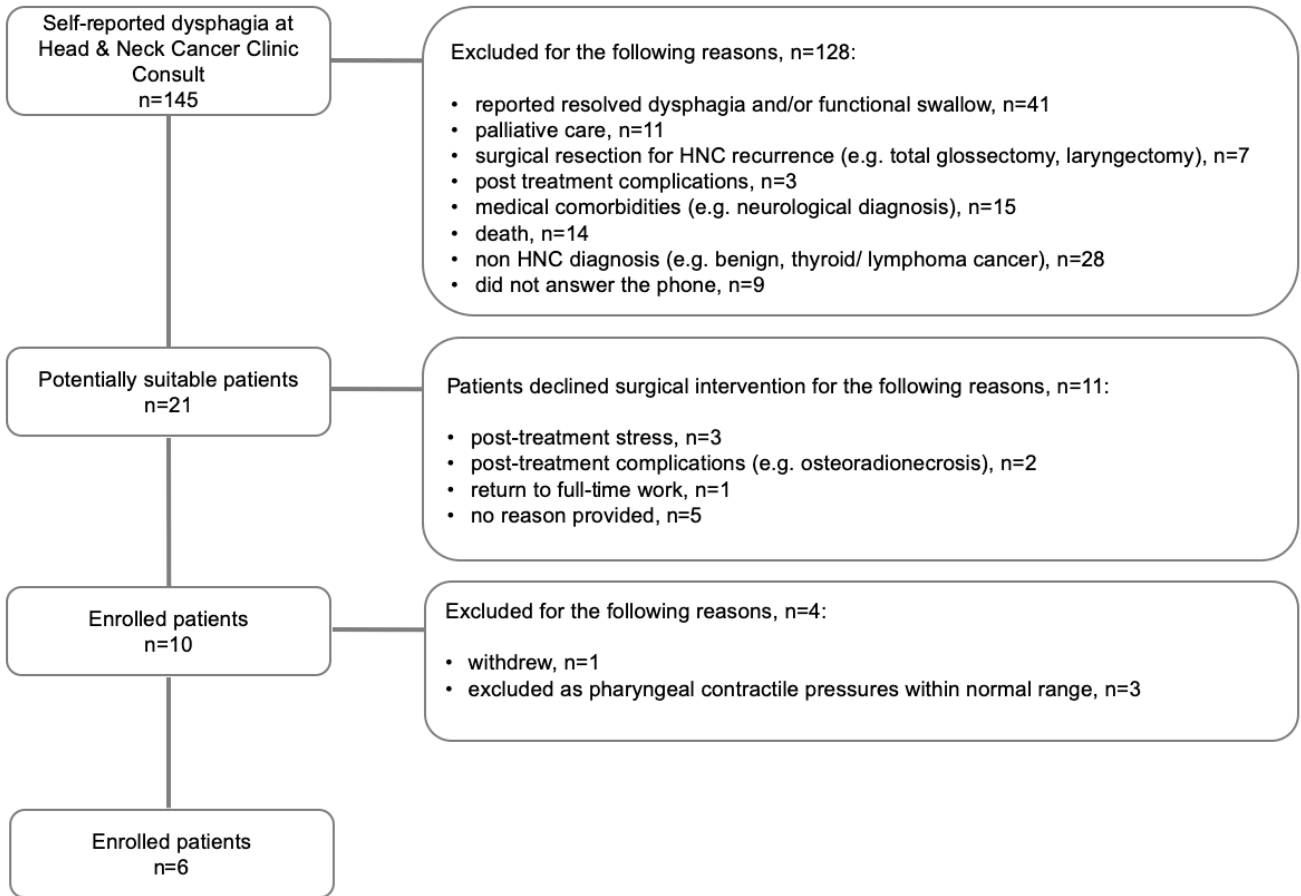 Self-reported dysphagia at
Head & Neck Cancer Clinic
Consult
n=145
Excluded for the following reasons, n=128:
• reported resolved dysphagia and/or functional swallow, n=41
• palliative care, n=11
• surgical resection for HNC recurrence (e.g. total glossectomy, laryngectomy), n=7
• post treatment complications, n=3
• medical comorbidities (e.g. neurological diagnosis), n=15
• death, n=14
• non HNC diagnosis (e.g. benign, thyroid/ lymphoma cancer), n=28
• did not answer the phone, n=9
Potentially suitable patients
n=21
Patients declined surgical intervention for the following reasons, n=11:
• post-treatment stress, n=3
• post-treatment complications (e.g. osteoradionecrosis), n=2
• return to full-time work, n=1
• no reason provided, n=5
Enrolled patients
n=10
Excluded for the following reasons, n=4:
• withdrew, n=1
• excluded as pharyngeal contractile pressures within normal range, n=3
Enrolled patients
n=6